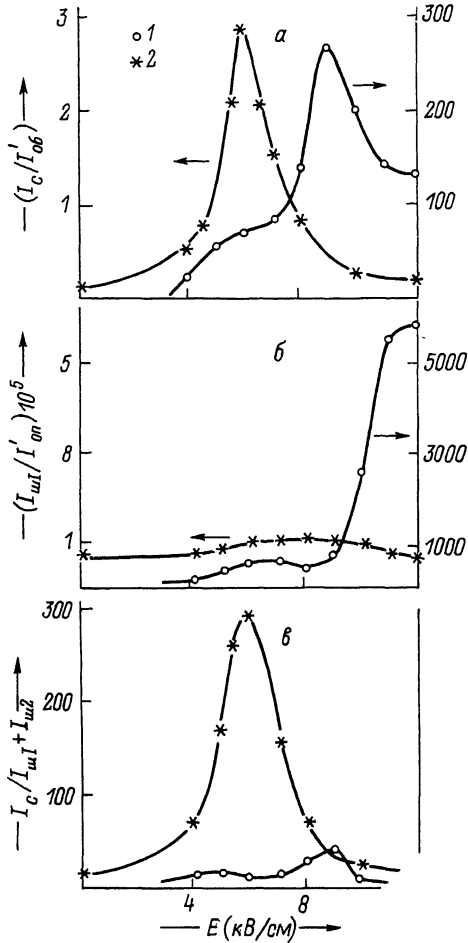 3
2
1
—(I_c/I'_об)→
о 1
* 2
а
300
200
100
5
8
1
—(I_шI/I'_оп)10^5→
б
5000
3000
1000
300
200
100
—I_c/I_шI+I_ш2→
в
4
8
— E (кВ/см) →